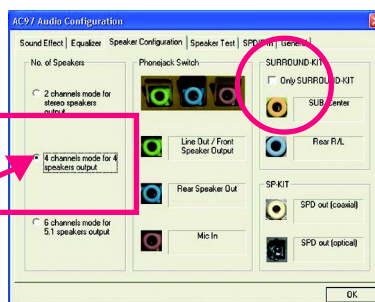 AC97 Audio Configuration
Sound Effect
Equalizer
Speaker Configuration
Speaker Test
General
No. of Speakers
2 channels mode for
stereo speakers
output
4 channels mode for 4
speakers output
6 channels mode for
5.1 speakers output
Phonejack Switch
Line Out / Front
Speaker Output
Rear Speaker Out
Mic In
SURROUND-KIT
Only SURROUND-KIT
SUB/Center
Rear R/L
SP-KIT
SPD out (coaxial)
SPD out (optical)
OK